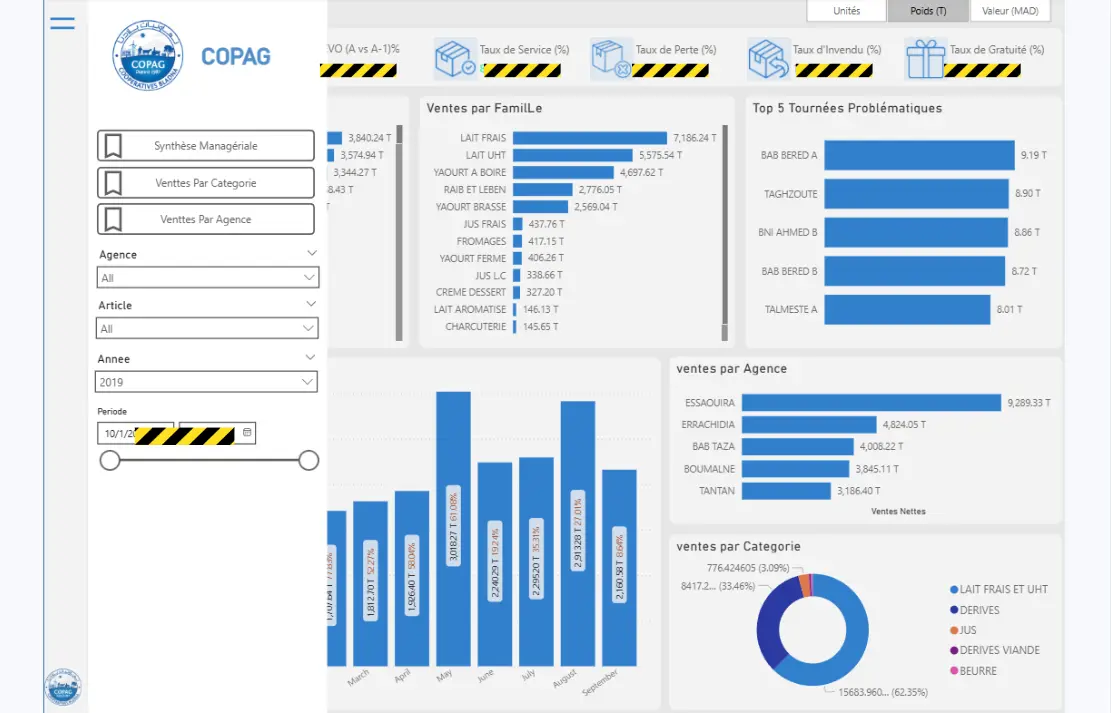 Unités
Poids (T)
Valeur (MAD)
COPAG
COPAG
Depuis 1987
COOPERATIVES
EVO (A vs A-1)%
Taux de Service (%)
Taux de Perte (%)
Taux d'Invendu (%)
Taux de Gratuité (%)
Synthèse Managériale
Venttes Par Categorie
Venttes Par Agence
Agence
All
Article
All
Annee
2019
Periode
10/1/20
3,840.24 T
3,574.94 T
3,344.27 T
8.43 T
T
Ventes par FamilLe
LAIT FRAIS 7,186.24 T
LAIT UHT 5,575.54 T
YAOURT A BOIRE 4,697.62 T
RAIB ET LEBEN 2,776.05 T
YAOURT BRASSE 2,569.04 T
JUS FRAIS 437.76 T
FROMAGES 417.15 T
YAOURT FERME 406.26 T
JUS L.C 338.66 T
CREME DESSERT 327.20 T
LAIT AROMATISE 146.13 T
CHARCUTERIE 145.65 T
Top 5 Tournées Problématiques
BAB BERED A 9.19 T
TAGHZOUTE 8.90 T
BNI AHMED B 8.86 T
BAB BERED B 8.72 T
TALMESTE A 8.01 T
1,707.64 T 77.83%
1,812.70 T 52.27%
1,926.40 T 58.04%
3,018.27 T 61.08%
2,240.29 T 19.24%
2,295.20 T 35.31%
2,913.28 T 27.01%
2,160.58 T 8.64%
March
April
May
June
July
August
September
ventes par Agence
ESSAOUIRA 9,289.33 T
ERRACHIDIA 4,824.05 T
BAB TAZA 4,008.22 T
BOUMALNE 3,845.11 T
TANTAN 3,186.40 T
Ventes Nettes
ventes par Categorie
776.424605 (3.09%)
8417.2... (33.46%)
15683.960... (62.35%)
LAIT FRAIS ET UHT
DERIVES
JUS
DERIVES VIANDE
BEURRE
COPAG